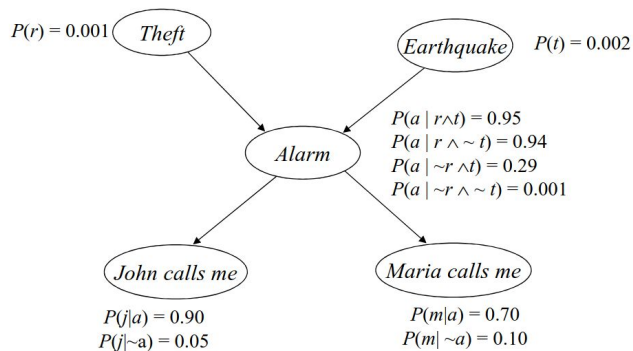 P(r) = 0.001
Theft
Earthquake
P(t) = 0.002
P(a | r∧t) = 0.95
P(a | r ∧ ~ t) = 0.94
P(a | ~r ∧t) = 0.29
P(a | ~r ∧ ~ t) = 0.001
Alarm
John calls me
Maria calls me
P(j|a) = 0.90
P(j|~a) = 0.05
P(m|a) = 0.70
P(m| ~a) = 0.10